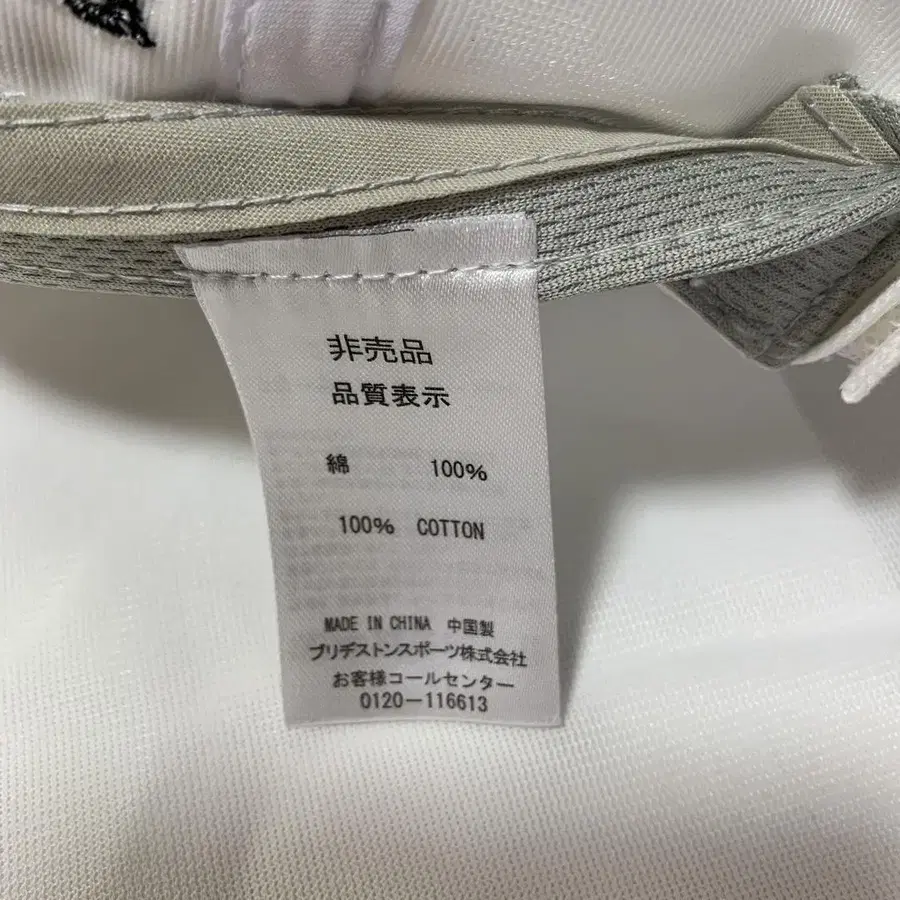 非売品
品質表示
綿 100%
100% COTTON
MADE IN CHINA 中国製
ブリヂストンスポーツ株式会社
お客様コールセンター
0120-116613